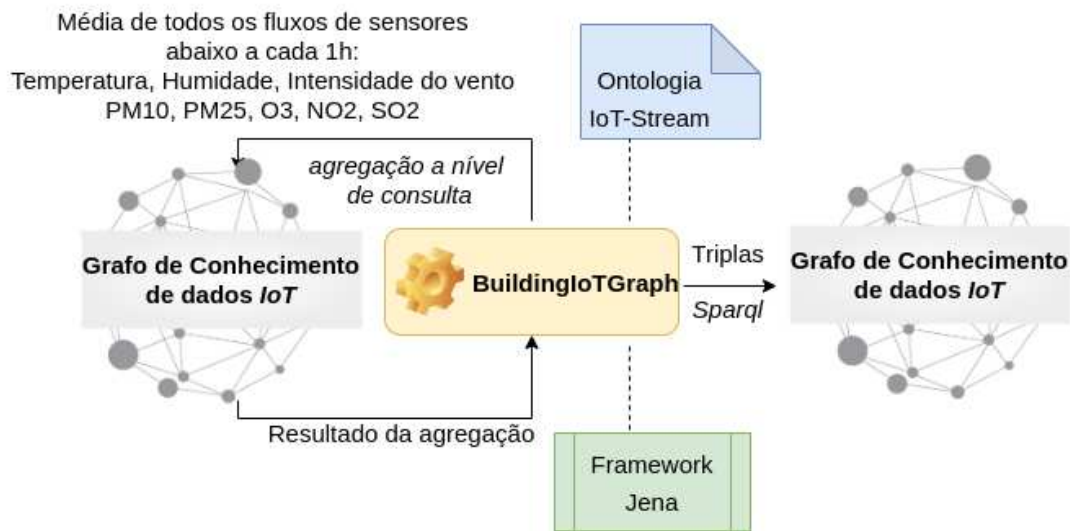 Média de todos os fluxos de sensores
abaixo a cada 1h:
Temperatura, Humidade, Intensidade do vento
PM10, PM25, O3, NO2, SO2
agregação a nível
de consulta
Ontologia
IoT-Stream
Grafo de Conhecimento
de dados IoT
BuildingIoTGraph
Triplas
Sparql
Grafo de Conhecimento
de dados IoT
Resultado da agregação
Framework
Jena